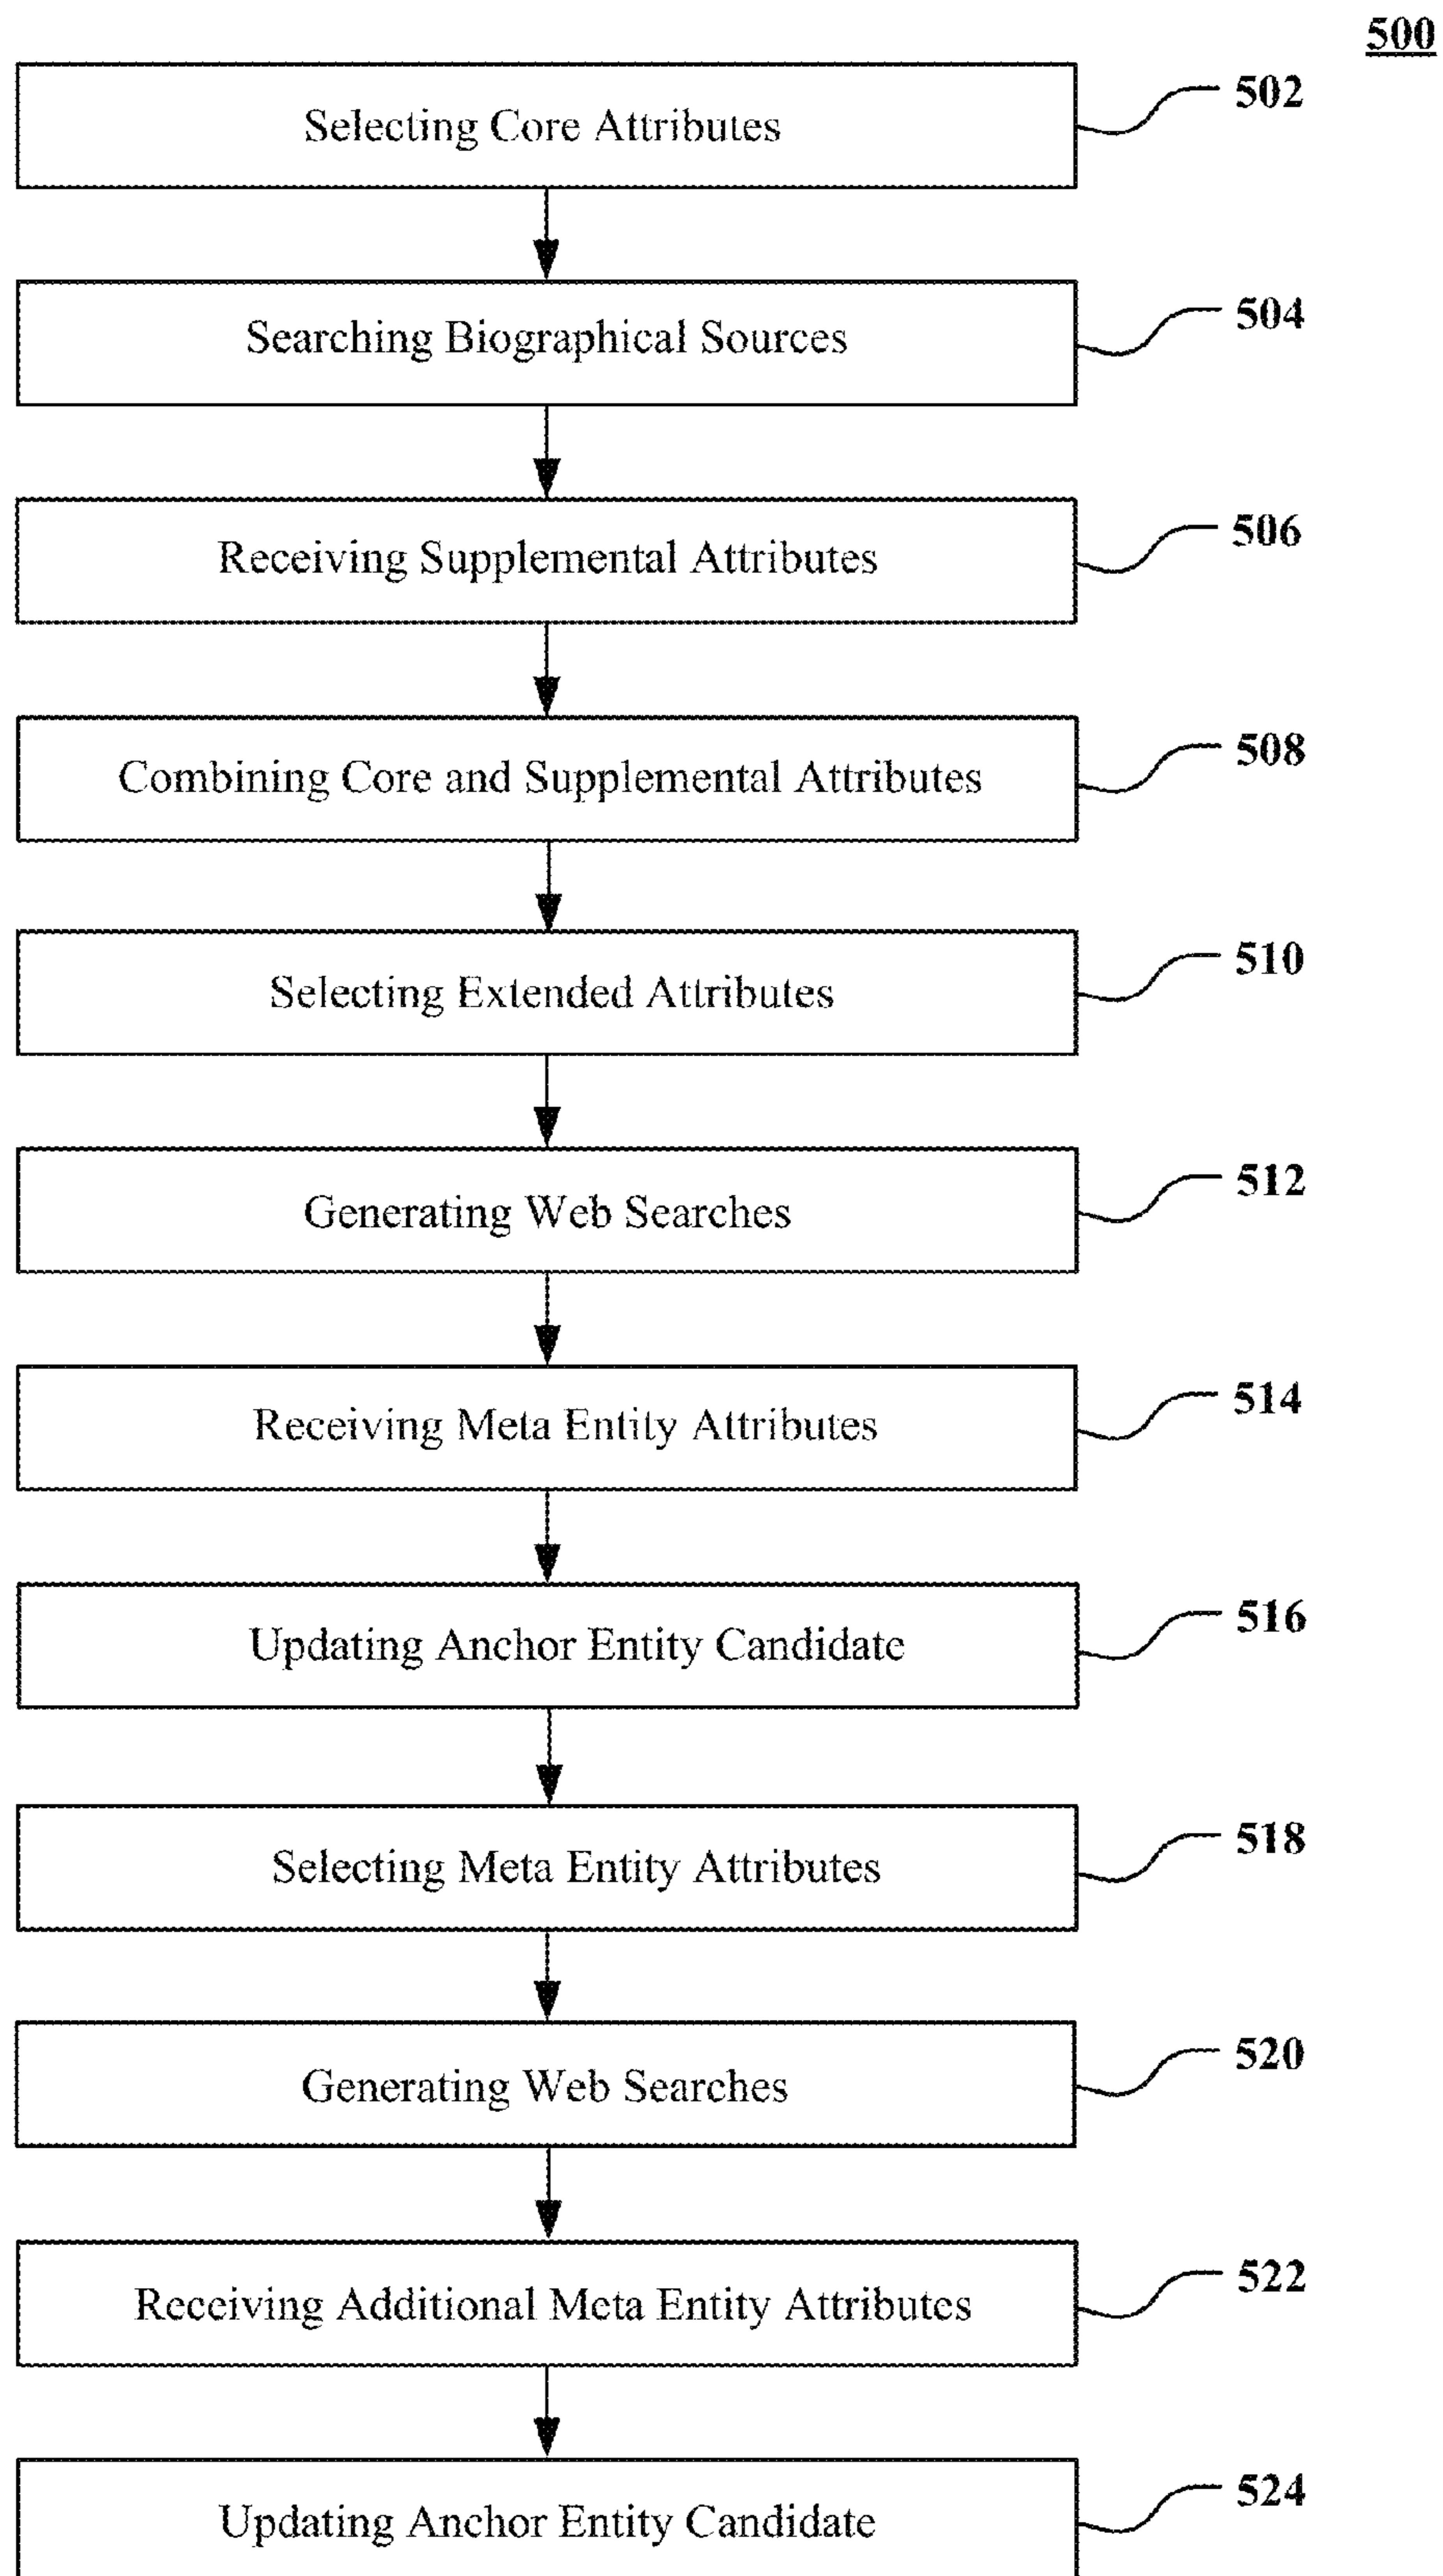 500
Selecting Core Attributes
502
Searching Biographical Sources
504
Receiving Supplemental Attributes
506
Combining Core and Supplemental Attributes
508
Selecting Extended Attributes
510
Generating Web Searches
512
Receiving Meta Entity Attributes
514
Updating Anchor Entity Candidate
516
Selecting Meta Entity Attributes
518
Generating Web Searches
520
Receiving Additional Meta Entity Attributes
522
Updating Anchor Entity Candidate
524